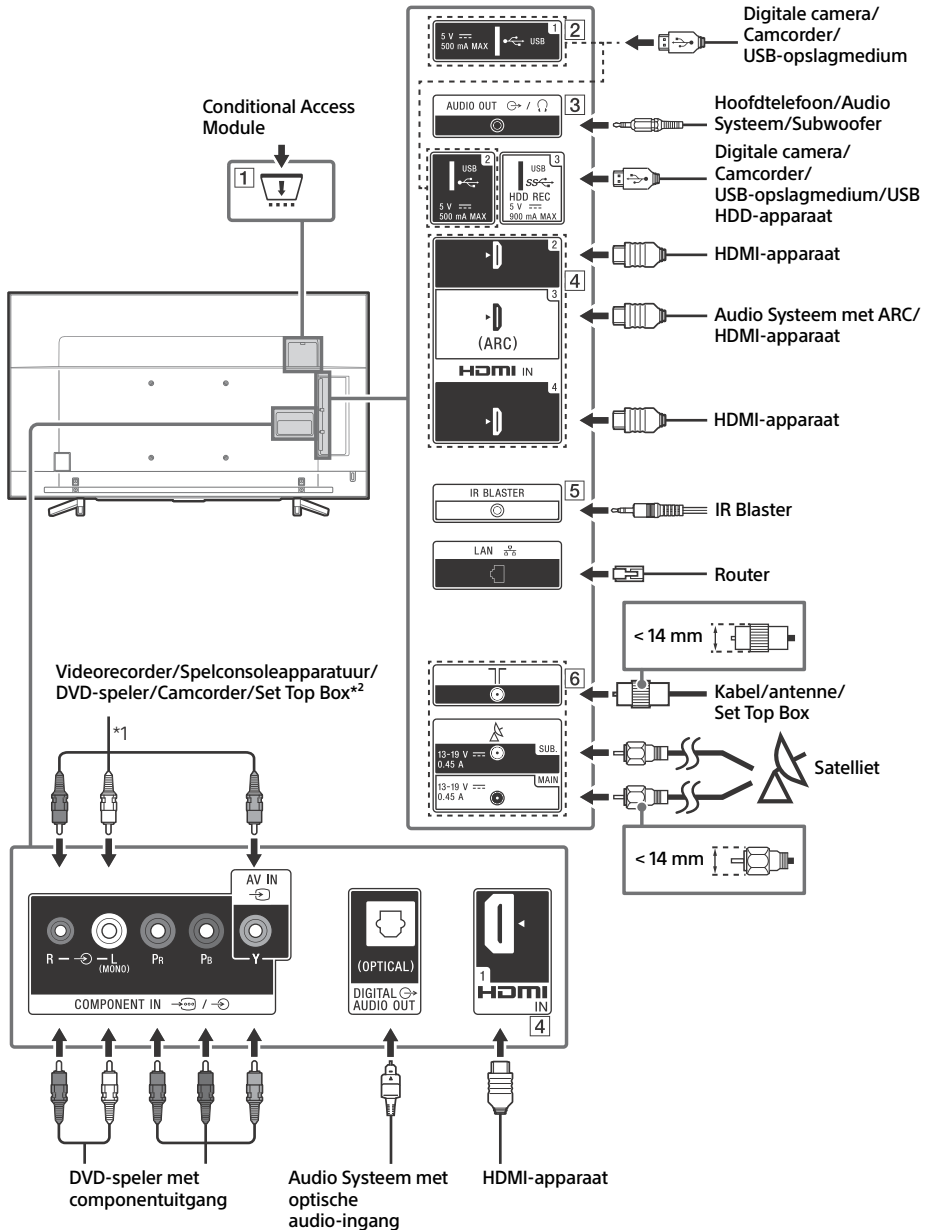 5 V
500 mA MAX
USB
1
2
Digitale camera/
Camcorder/
USB-opslagmedium
Conditional Access
Module
1
AUDIO OUT /
3
Hoofdtelefoon/Audio
Systeem/Subwoofer
2
USB
5 V
500 mA MAX
3
USB
SS
HDD REC
5 V
900 mA MAX
Digitale camera/
Camcorder/
USB-opslagmedium/USB
HDD-apparaat
2
HDMI-apparaat
4
3
(ARC)
HDMI IN
Audio Systeem met ARC/
HDMI-apparaat
4
HDMI-apparaat
IR BLASTER
5
IR Blaster
LAN
Router
< 14 mm
6
Kabel/antenne/
Set Top Box
13-19 V
0.45 A
SUB.
13-19 V
0.45 A
MAIN
Satelliet
< 14 mm
Videorecorder/Spelconsoleapparatuur/
DVD-speler/Camcorder/Set Top Box*2
*1
AV IN
R L
(MONO)
PR
PB
Y
COMPONENT IN /
(OPTICAL)
DIGITAL
AUDIO OUT
1
HDMI
IN
4
DVD-speler met
componentuitgang
Audio Systeem met
optische
audio-ingang
HDMI-apparaat